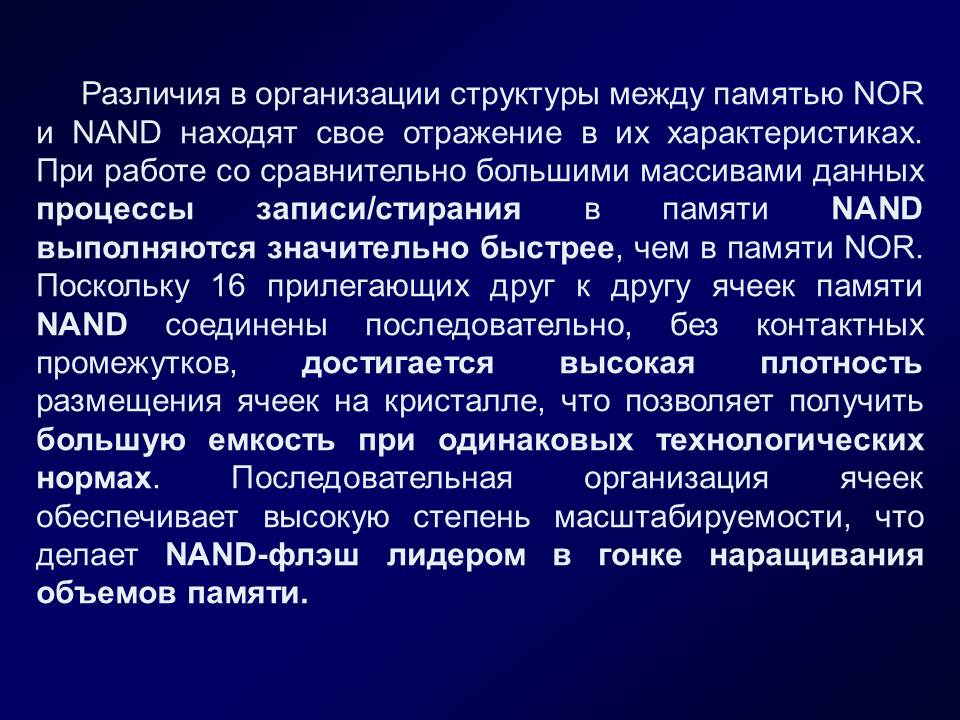 Различия в организации структуры между памятью NOR
и NAND находят свое отражение в их характеристиках.
При работе со сравнительно большими массивами данных
процессы записи/стирания в памяти NAND
выполняются значительно быстрее, чем в памяти NOR.
Поскольку 16 прилегающих друг к другу ячеек памяти
NAND соединены последовательно, без контактных
промежутков, достигается высокая плотность
размещения ячеек на кристалле, что позволяет получить
большую емкость при одинаковых технологических
нормах. Последовательная организация ячеек
обеспечивает высокую степень масштабируемости, что
делает NAND-флэш лидером в гонке наращивания
объемов памяти.